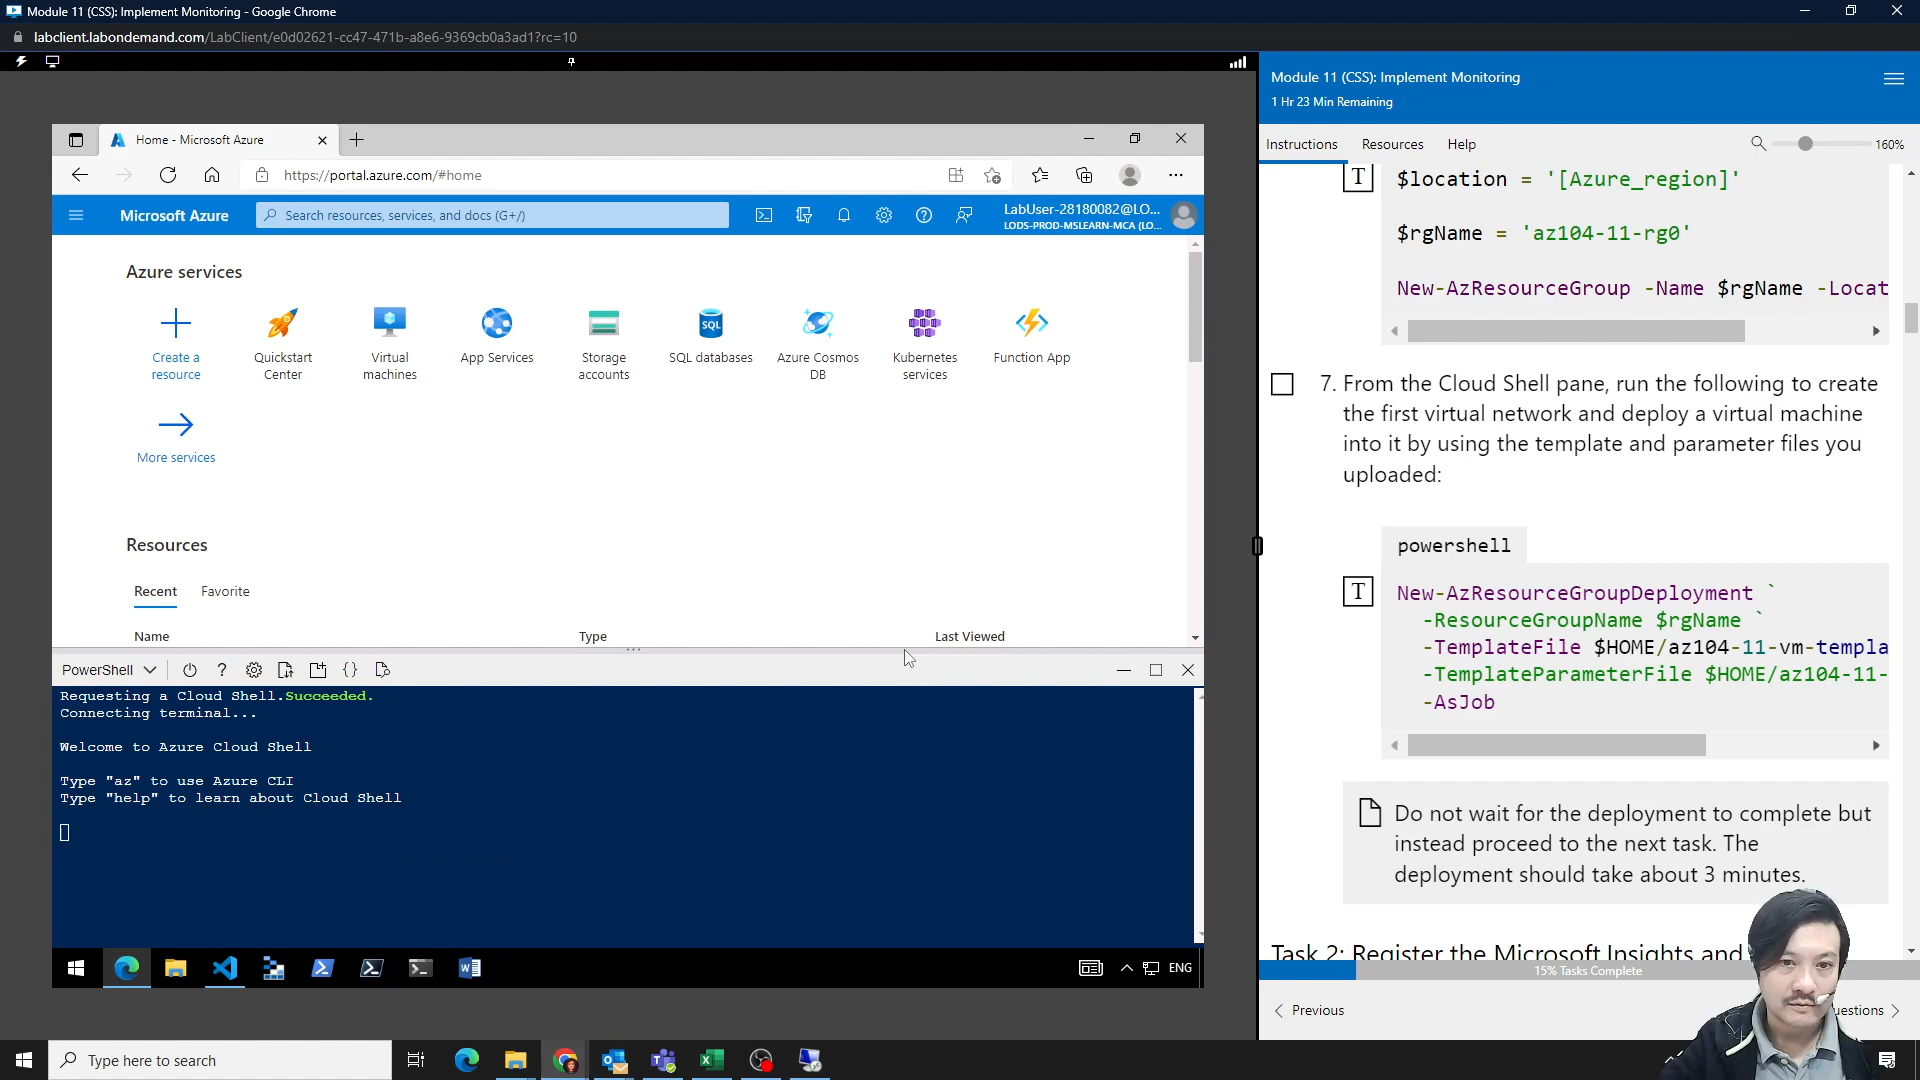 Module 11 (CSS): Implement Monitoring - Google Chrome
labclient.labondemand.com/LabClient/e0d02621-cc47-471b-a8e6-9369cb0a3ad1?rc=10
Home - Microsoft Azure
https://portal.azure.com/#home
Microsoft Azure
Search resources, services, and docs (G+/)
LabUser-28180082@LO...
LODS-PROD-MSLEARN-MCA (LO...
Azure services
Create a
resource
Quickstart
Center
Virtual
machines
App Services
Storage
accounts
SQL
SQL databases
Azure Cosmos
DB
Kubernetes
services
Function App
More services
Resources
Recent
Favorite
Name
Type
Last Viewed
PowerShell
Requesting a Cloud Shell.Succeeded.
Connecting terminal...
Welcome to Azure Cloud Shell
Type "az" to use Azure CLI
Type "help" to learn about Cloud Shell
ENG
Module 11 (CSS): Implement Monitoring
1 Hr 23 Min Remaining
Instructions
Resources
Help
160%
T
$location = '[Azure_region]'
$rgName = 'az104-11-rg0'
New-AzResourceGroup -Name $rgName -Locat
7. From the Cloud Shell pane, run the following to create
the first virtual network and deploy a virtual machine
into it by using the template and parameter files you
uploaded:
powershell
T
New-AzResourceGroupDeployment `
-ResourceGroupName $rgName `
-TemplateFile $HOME/az104-11-vm-templa
-TemplateParameterFile $HOME/az104-11-
-AsJob
Do not wait for the deployment to complete but
instead proceed to the next task. The
deployment should take about 3 minutes.
Task 2: Register the Microsoft Insights and
15% Tasks Complete
Previous
uestions
Type here to search